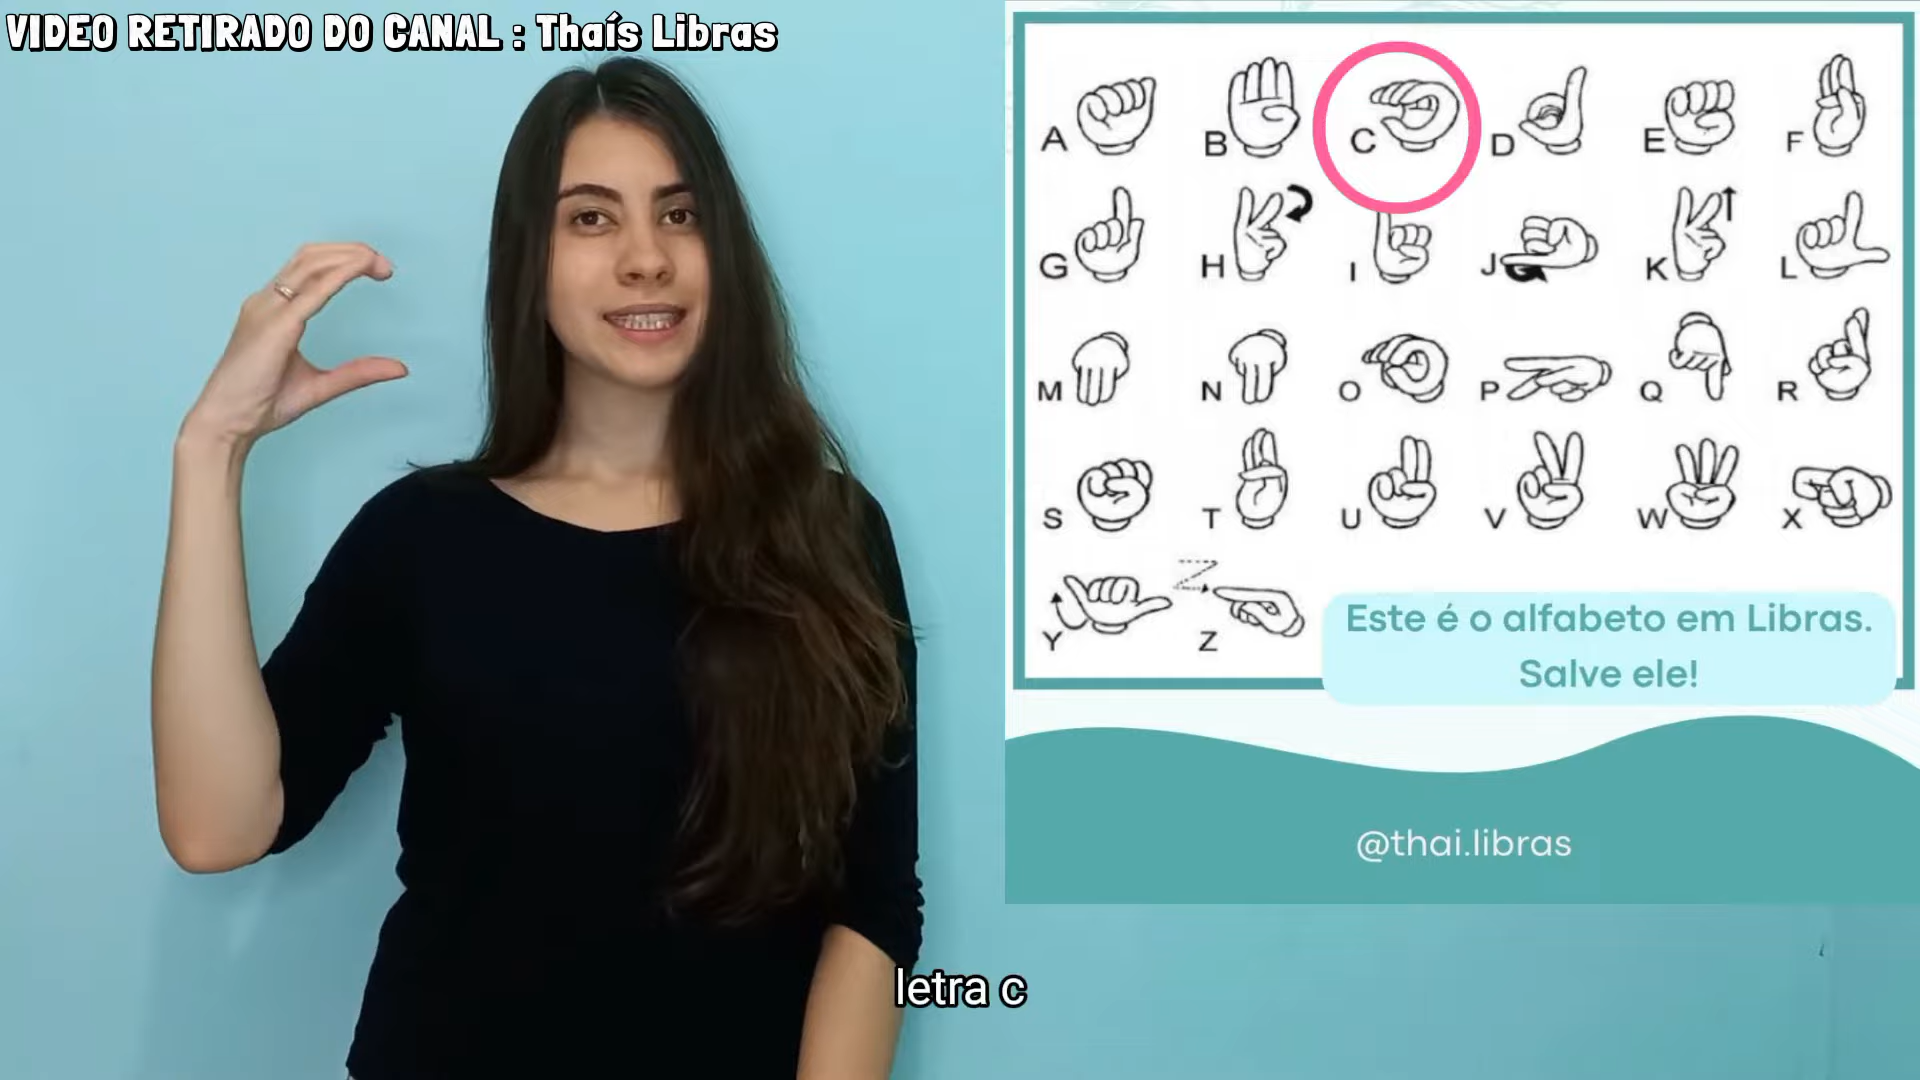 VIDEO RETIRADO DO CANAL : Thaís Libras
A B C D E F
G H I J K L
M N O P Q R
S T U V W X
Y Z
Este é o alfabeto em Libras.
Salve ele!
@thai.libras
letra c